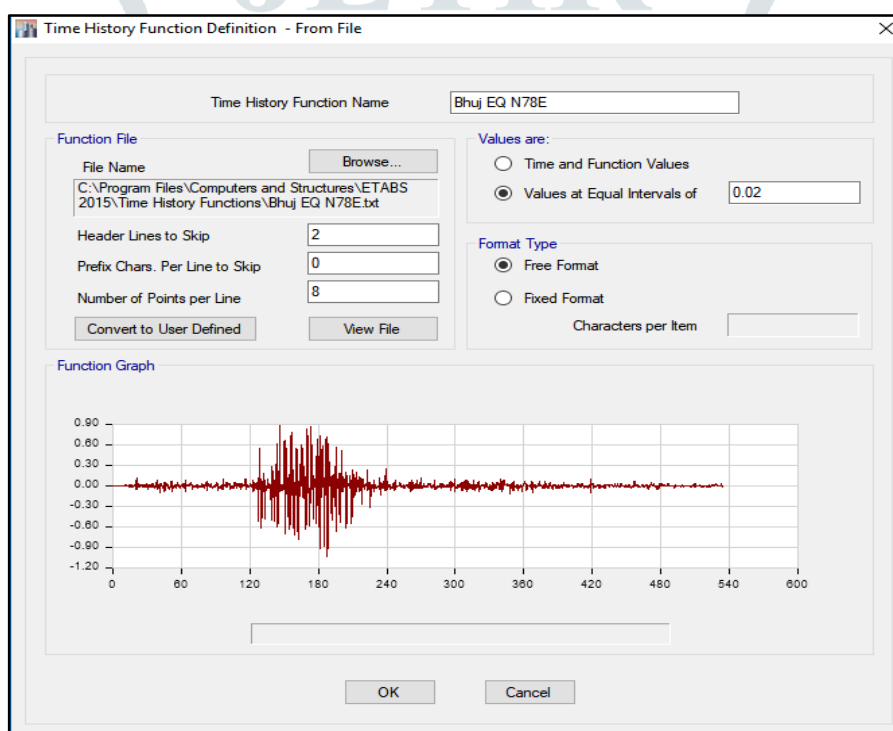 JETIR
Time History Function Definition - From File
Time History Function Name
Bhuj EQ N78E
Function File
File Name
Browse...
C:\Program Files\Computers and Structures\ETABS
2015\Time History Functions\Bhuj EQ N78E.txt
Header Lines to Skip
2
Prefix Chars. Per Line to Skip
0
Number of Points per Line
8
Convert to User Defined
View File
Values are:
Time and Function Values
Values at Equal Intervals of
0.02
Format Type
Free Format
Fixed Format
Characters per Item
Function Graph
0.90
0.60
0.30
0.00
-0.30
-0.60
-0.90
-1.20
0 60 120 180 240 300 360 420 480 540 600
OK
Cancel